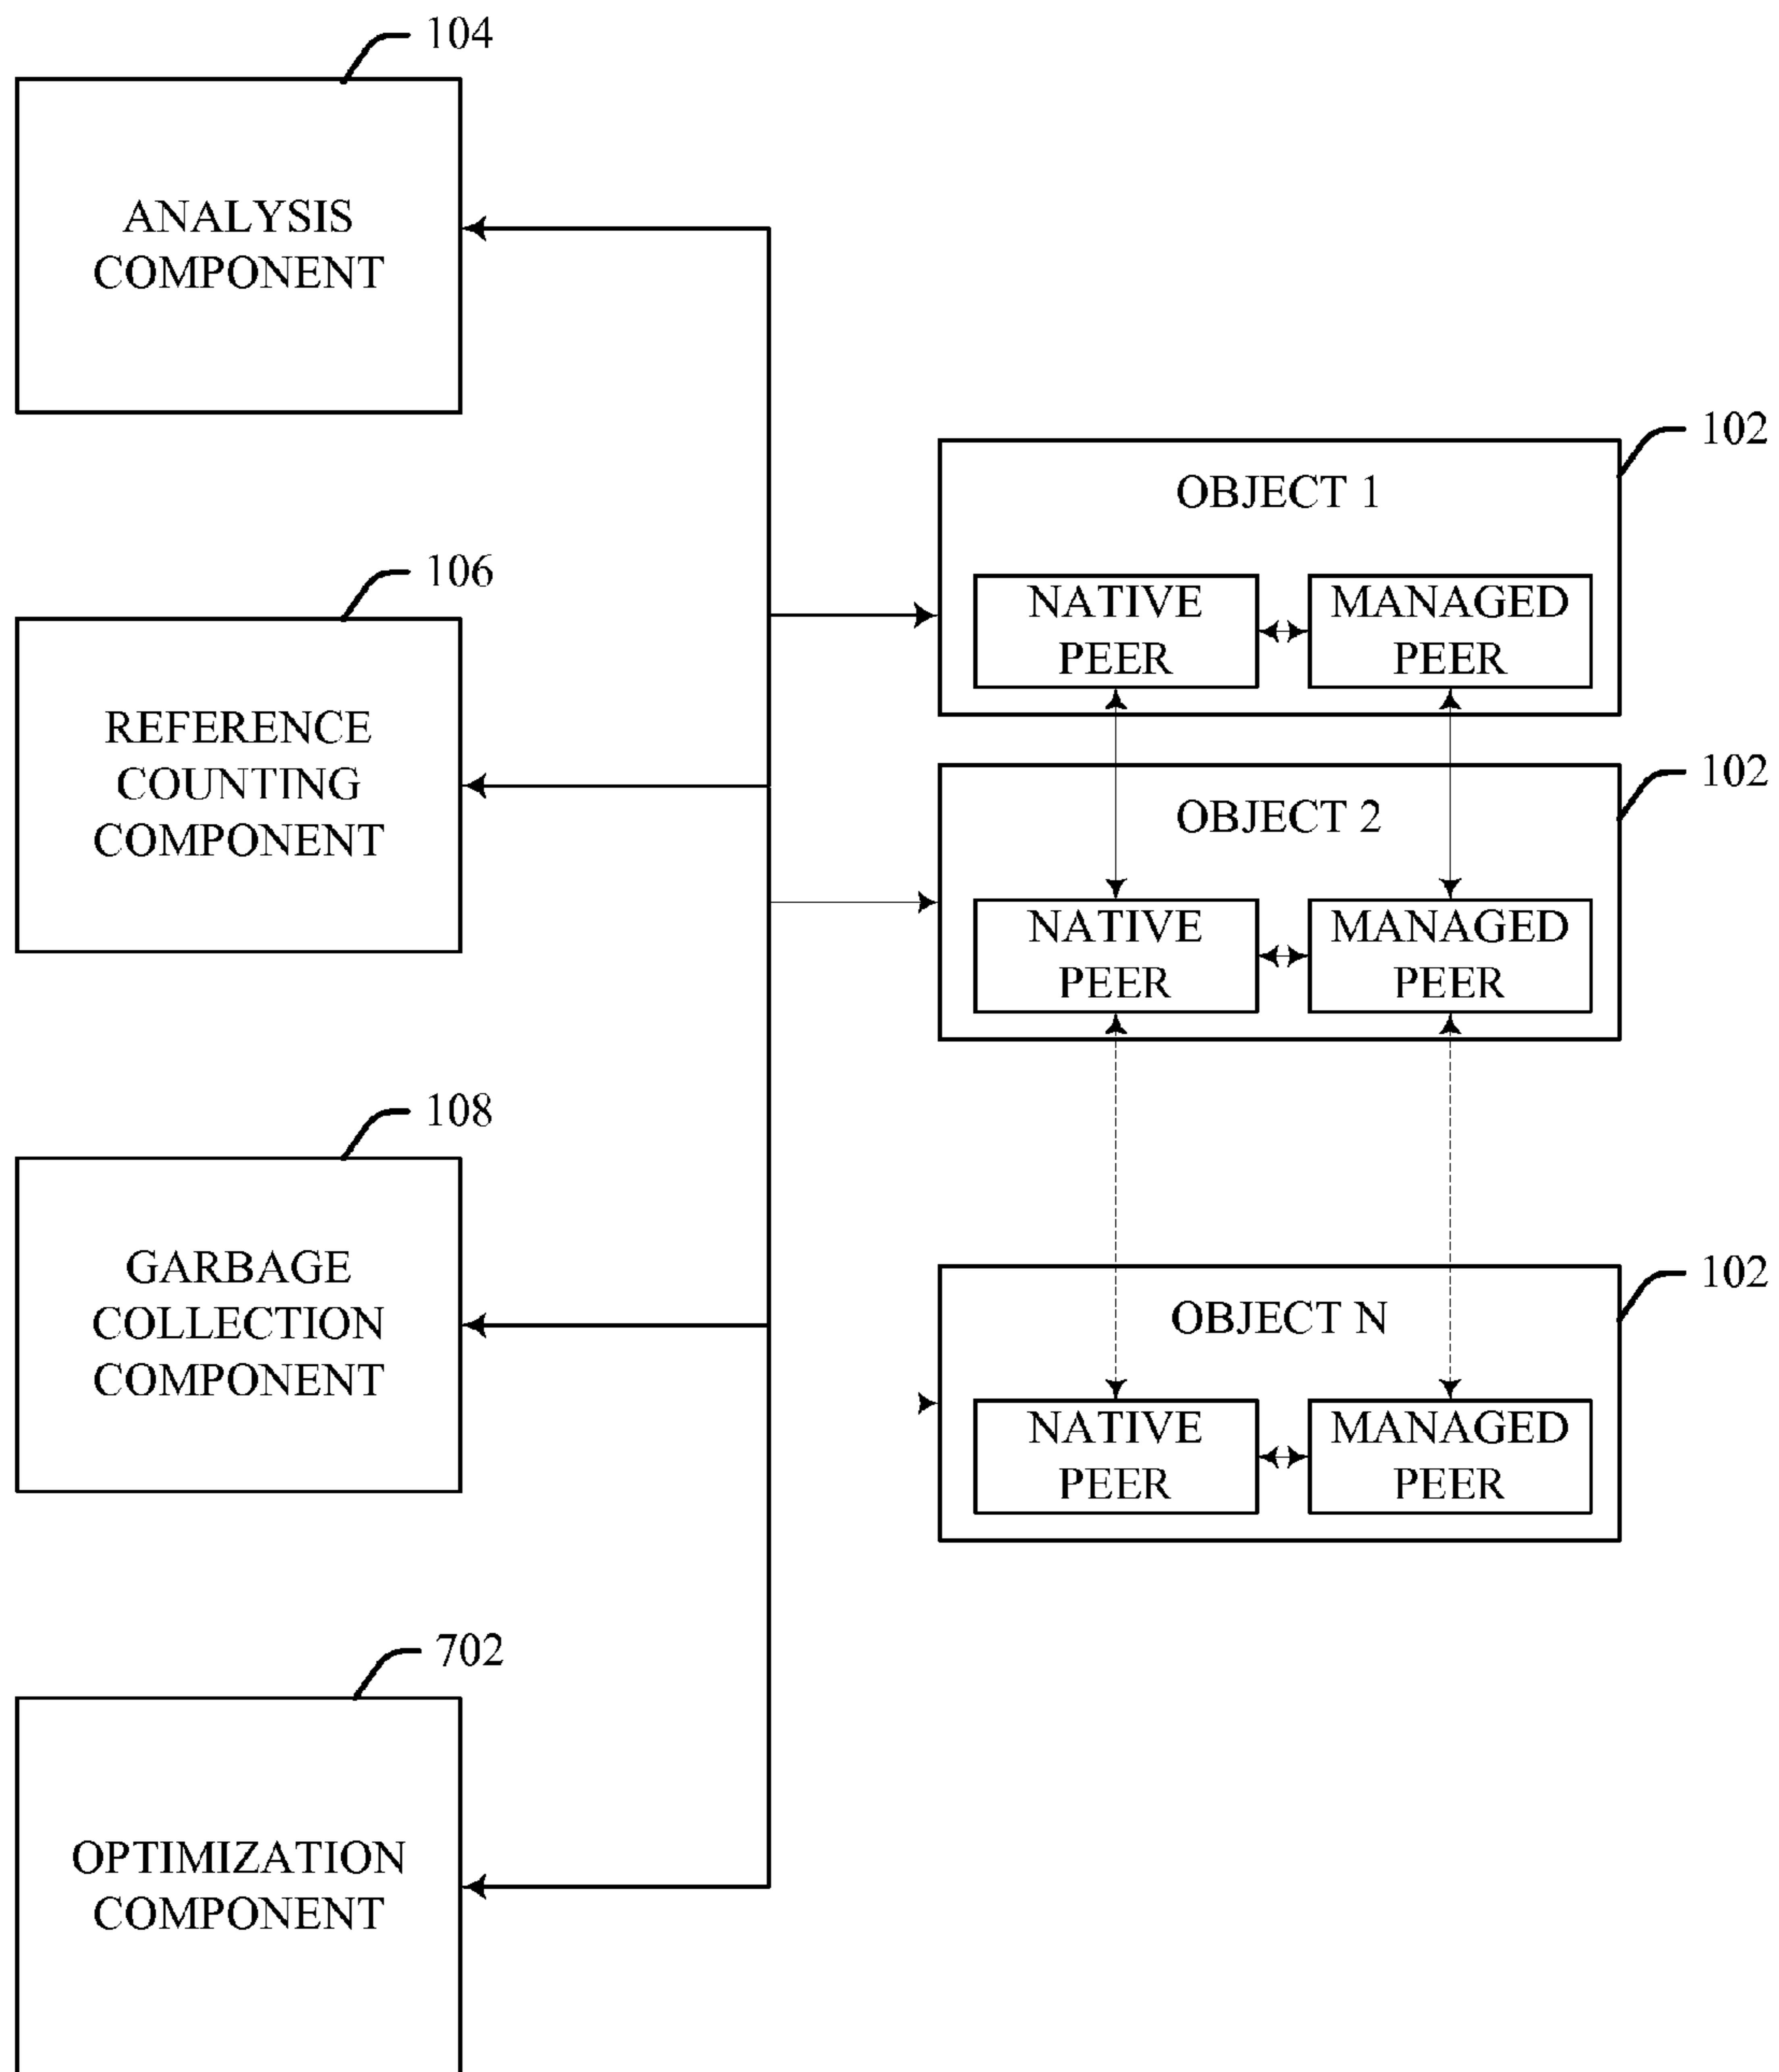 104
ANALYSIS
COMPONENT
102
OBJECT 1
NATIVE
PEER
MANAGED
PEER
106
REFERENCE
COUNTING
COMPONENT
102
OBJECT 2
NATIVE
PEER
MANAGED
PEER
108
GARBAGE
COLLECTION
COMPONENT
102
OBJECT N
NATIVE
PEER
MANAGED
PEER
702
OPTIMIZATION
COMPONENT